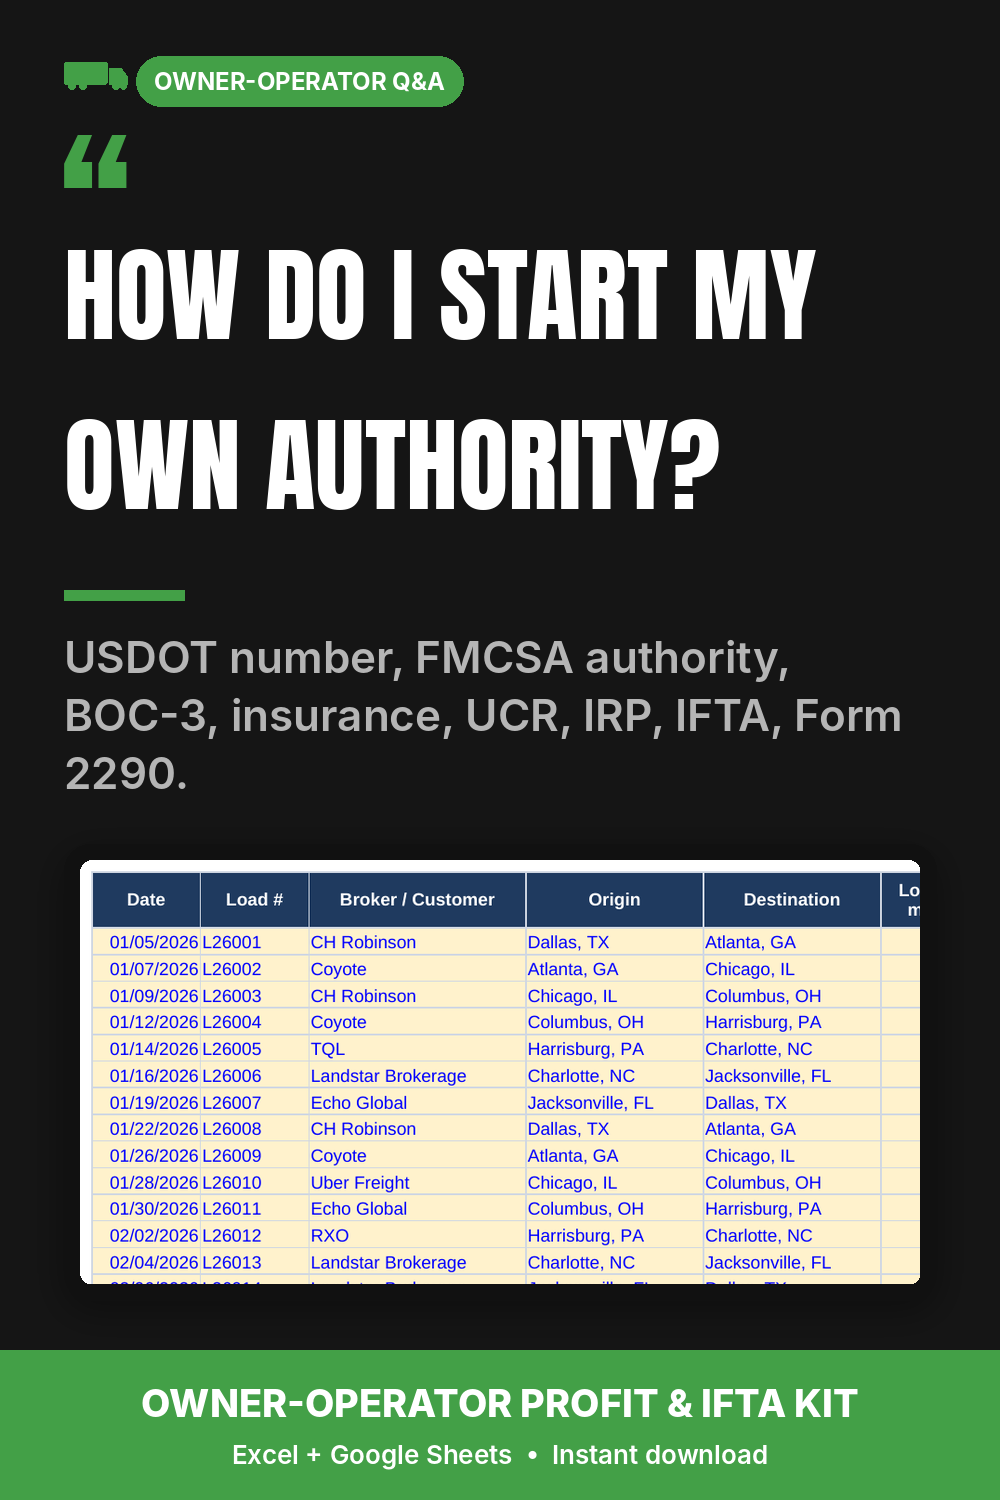 OWNER-OPERATOR Q&A
“
HOW DO I START MY
OWN AUTHORITY?
USDOT number, FMCSA authority,
BOC-3, insurance, UCR, IRP, IFTA, Form
2290.
Date Load # Broker / Customer Origin Destination
01/05/2026 L26001 CH Robinson Dallas, TX Atlanta, GA
01/07/2026 L26002 Coyote Atlanta, GA Chicago, IL
01/09/2026 L26003 CH Robinson Chicago, IL Columbus, OH
01/12/2026 L26004 Coyote Columbus, OH Harrisburg, PA
01/14/2026 L26005 TQL Harrisburg, PA Charlotte, NC
01/16/2026 L26006 Landstar Brokerage Charlotte, NC Jacksonville, FL
01/19/2026 L26007 Echo Global Jacksonville, FL Dallas, TX
01/22/2026 L26008 CH Robinson Dallas, TX Atlanta, GA
01/26/2026 L26009 Coyote Atlanta, GA Chicago, IL
01/28/2026 L26010 Uber Freight Chicago, IL Columbus, OH
01/30/2026 L26011 Echo Global Columbus, OH Harrisburg, PA
02/02/2026 L26012 RXO Harrisburg, PA Charlotte, NC
02/04/2026 L26013 Landstar Brokerage Charlotte, NC Jacksonville, FL
OWNER-OPERATOR PROFIT & IFTA KIT
Excel + Google Sheets • Instant download